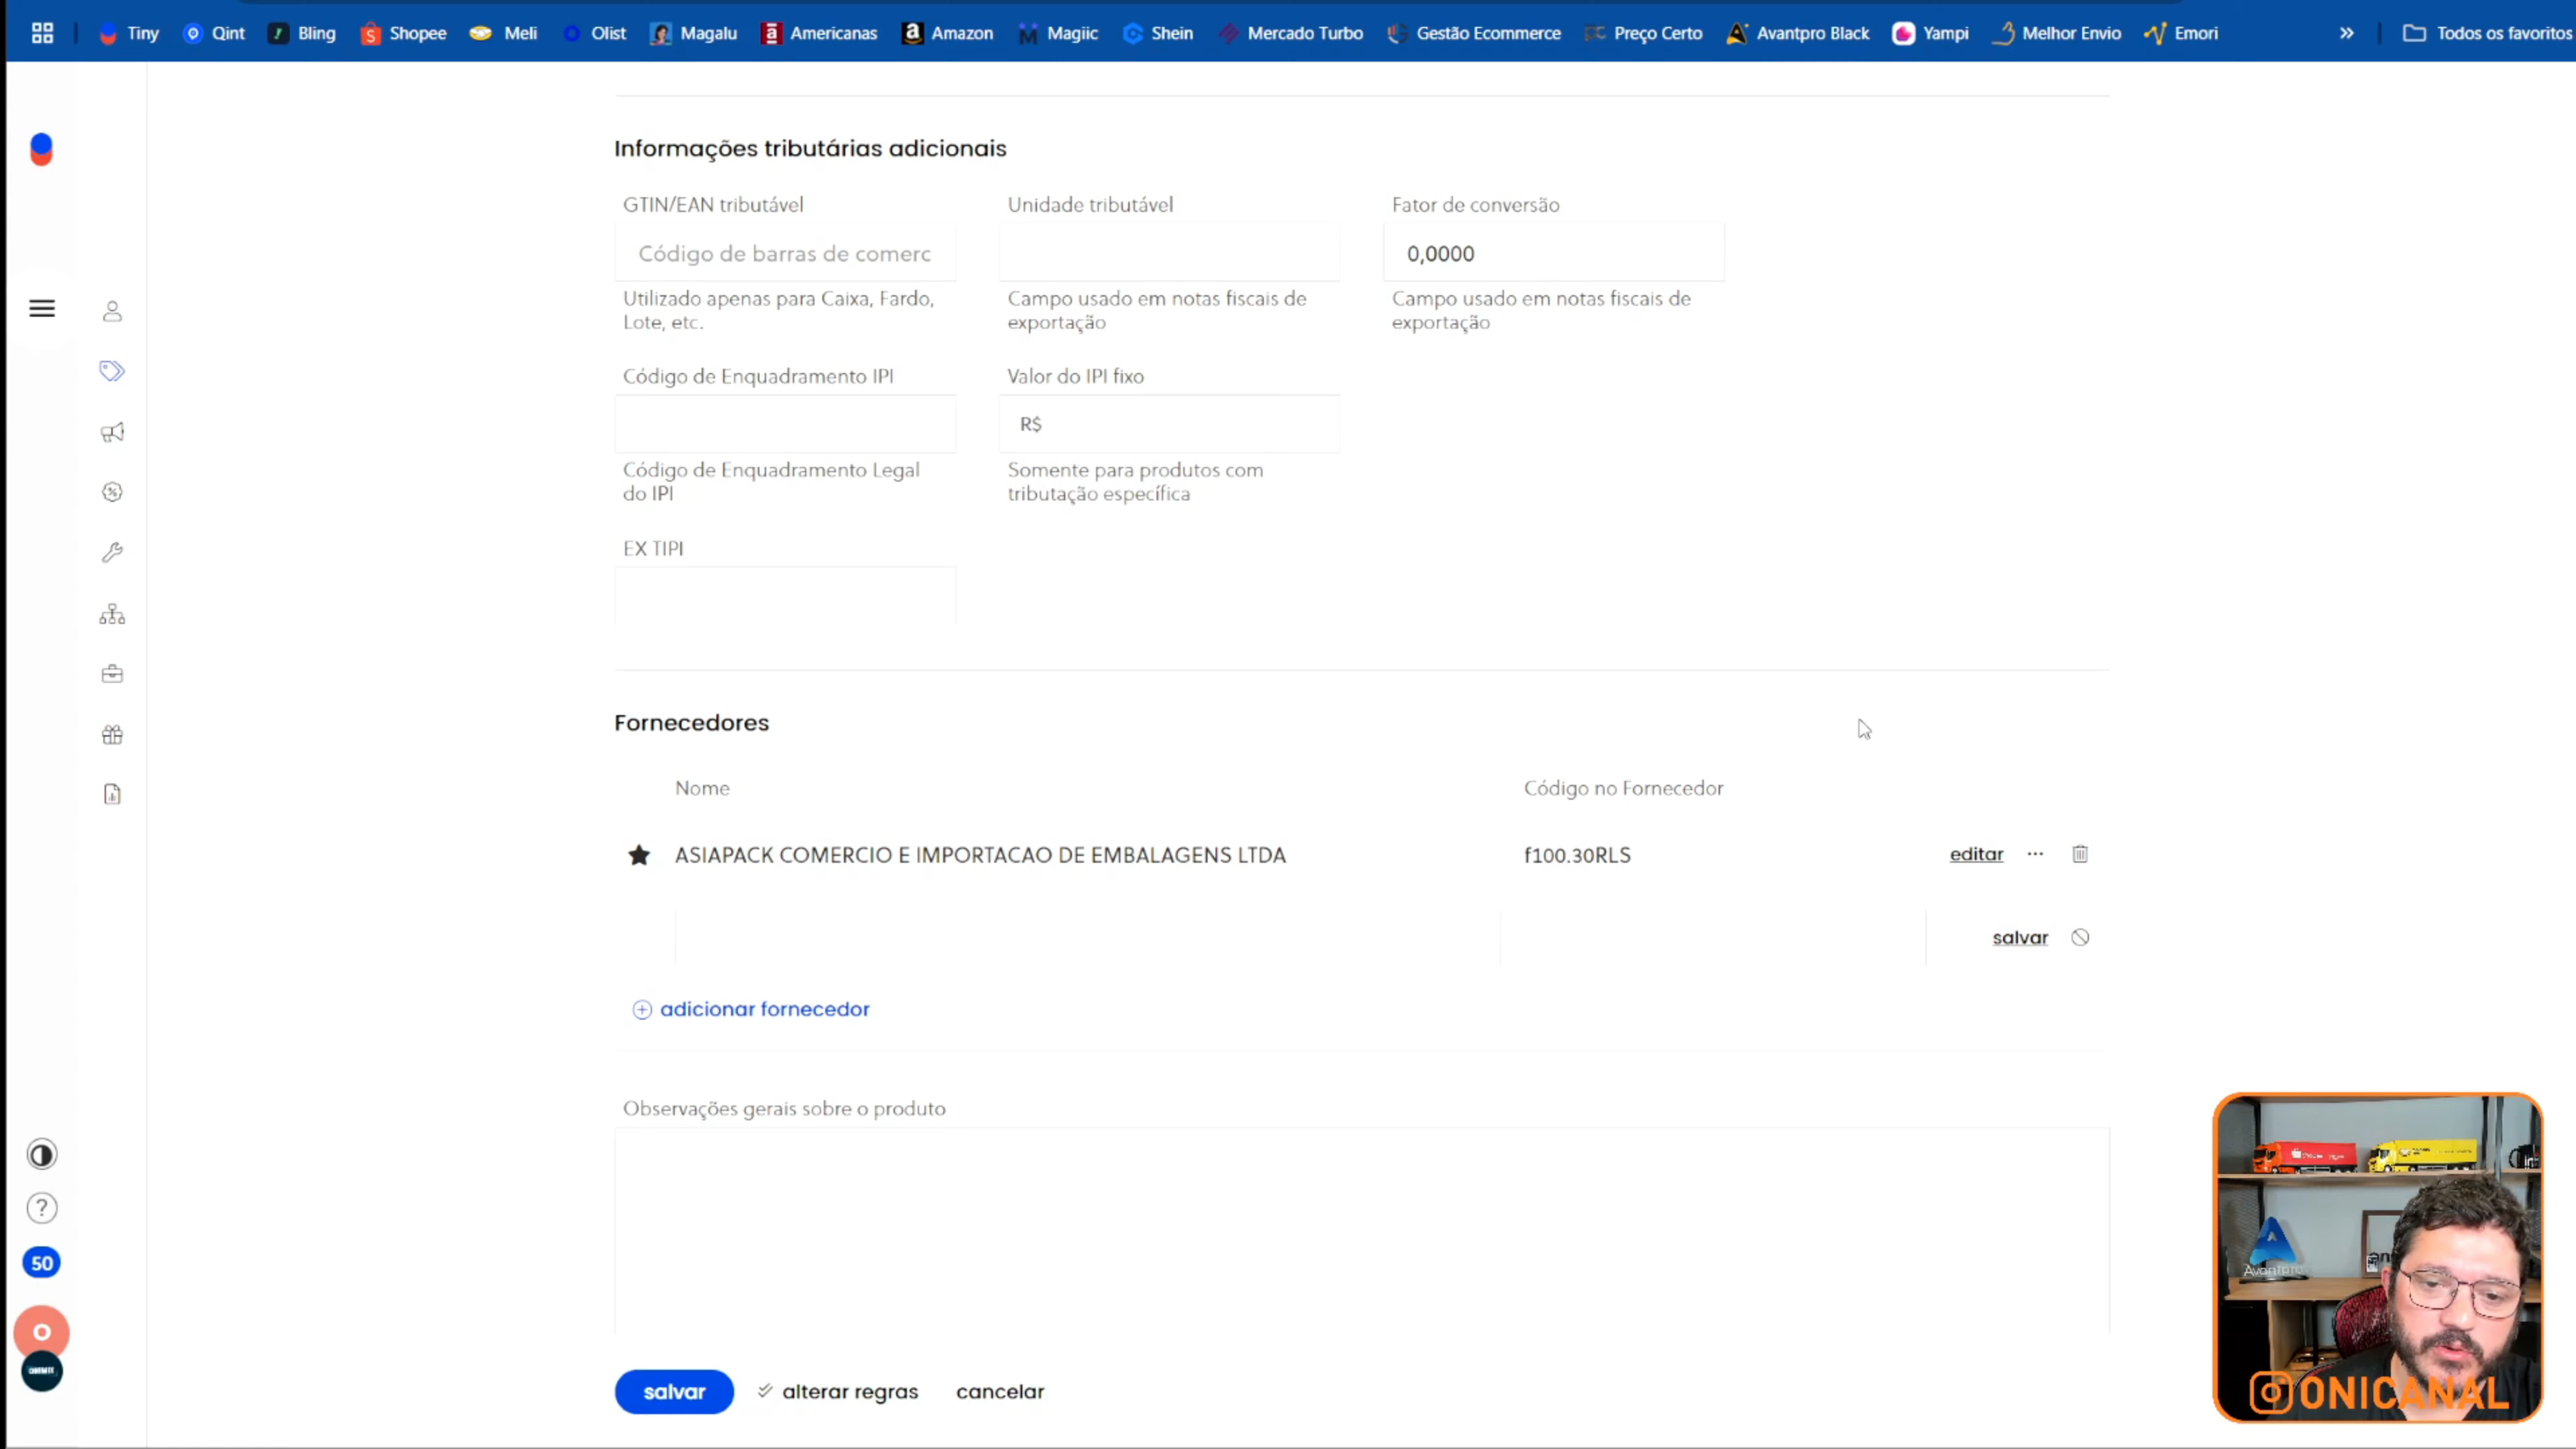 Tiny Qint Bling Shopee Meli Olist Magalu Americanas Amazon Magiic Shein Mercado Turbo Gestão Ecommerce Preço Certo Avantpro Black Yampi Melhor Envio Emori » Todos os favoritos
Informações tributárias adicionais
GTIN/EAN tributável Unidade tributável Fator de conversão
Código de barras de comerc 0,0000
Utilizado apenas para Caixa, Fardo, Campo usado em notas fiscais de Campo usado em notas fiscais de
Lote, etc. exportação exportação
Código de Enquadramento IPI Valor do IPI fixo
R$
Código de Enquadramento Legal Somente para produtos com
do IPI tributação específica
EX TIPI
Fornecedores
Nome Código no Fornecedor
ASIAPACK COMERCIO E IMPORTACAO DE EMBALAGENS LTDA f100.30RLS editar ...
salvar
adicionar fornecedor
Observações gerais sobre o produto
50
O
salvar alterar regras cancelar
Avantpro
ONICANAL